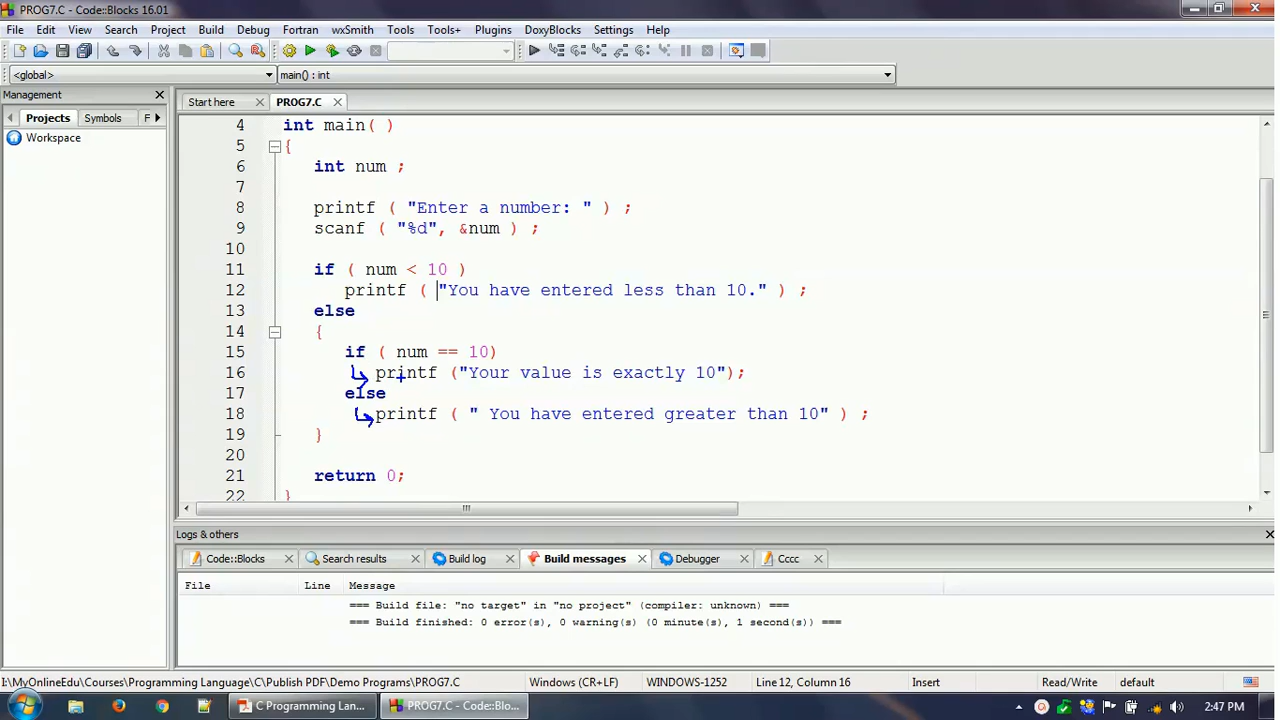 PROG7.C - Code::Blocks 16.01
File Edit View Search Project Build Debug Fortran wxSmith Tools Tools+ Plugins DoxyBlocks Settings Help
<global> main() : int
Management
Start here PROG7.C
Projects Symbols F
Workspace
4 int main( )
5 {
6 int num ;
7
8 printf ( "Enter a number: " ) ;
9 scanf ( "%d", &num ) ;
10
11 if ( num < 10 )
12 printf ( "You have entered less than 10." ) ;
13 else
14 {
15 if ( num == 10)
16 printf ("Your value is exactly 10");
17 else
18 printf ( " You have entered greater than 10" ) ;
19 }
20
21 return 0;
22 }
Logs & others
Code::Blocks Search results Build log Build messages Debugger Cccc
File Line Message
=== Build file: "no target" in "no project" (compiler: unknown) ===
=== Build finished: 0 error(s), 0 warning(s) (0 minute(s), 1 second(s)) ===
I:\MyOnlineEdu\Courses\Programming Language\C\Publish PDF\Demo Programs\PROG7.C Windows (CR+LF) WINDOWS-1252 Line 12, Column 16 Insert Read/Write default
C Programming Lan... PROG7.C - Code::Blo... 2:47 PM